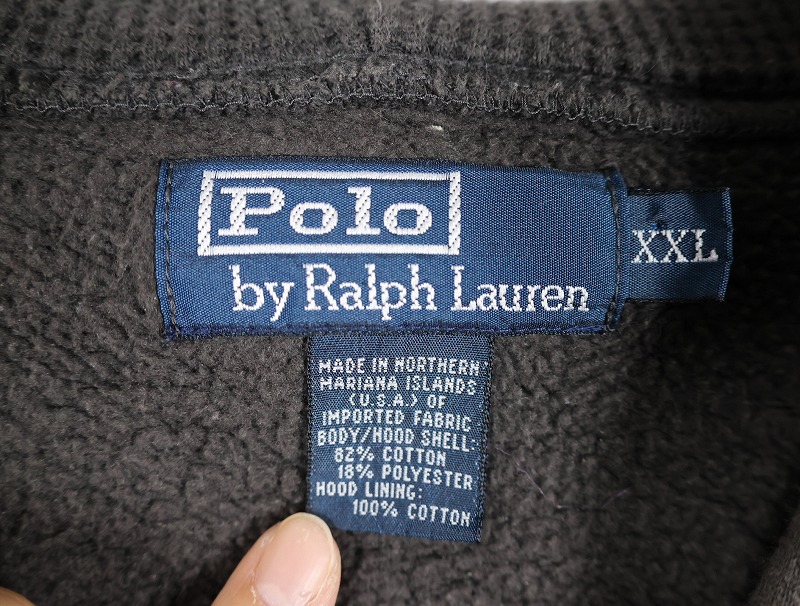 Polo
by Ralph Lauren
XXL
MADE IN NORTHERN
MARIANA ISLANDS
(U.S.A.) OF
IMPORTED FABRIC
BODY/HOOD SHELL:
82% COTTON
18% POLYESTER
HOOD LINING:
100% COTTON